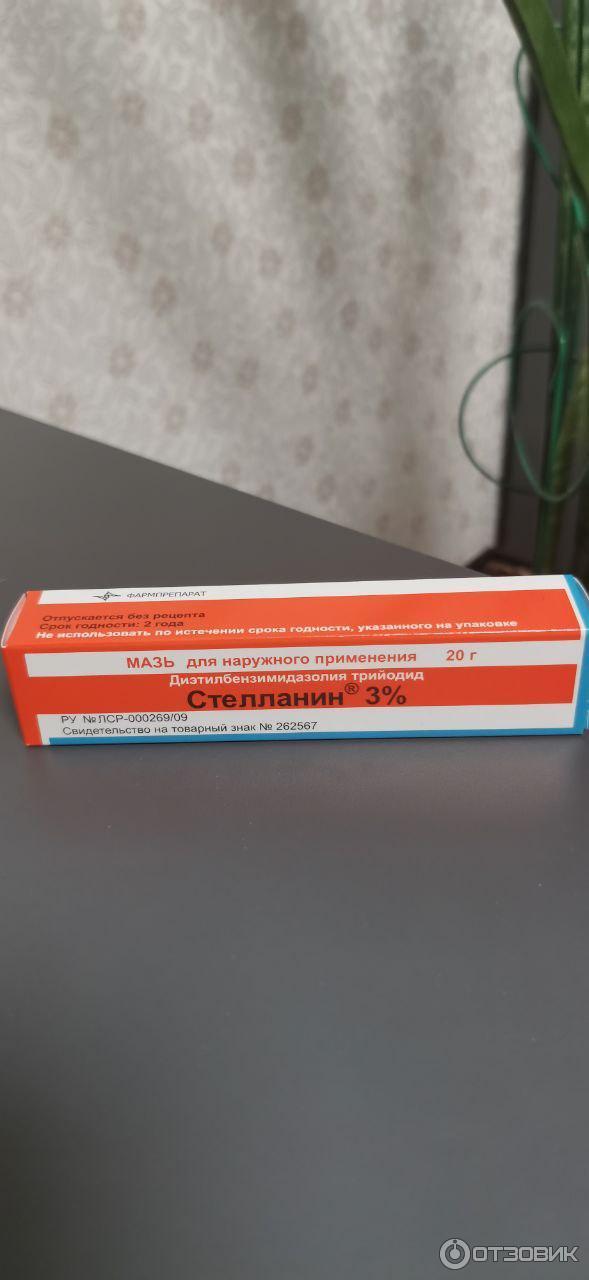 ФАРМПРЕПАРАТ
Отпускается без рецепта
Срок годности: 2 года
Не использовать по истечении срока годности, указанного на упаковке
МАЗЬ для наружного применения 20 г
Диэтилбензимидазолия трийодид
Стелланин® 3%
РУ №ЛСР-000269/09
Свидетельство на товарный знак № 262567
ОТЗОВИК